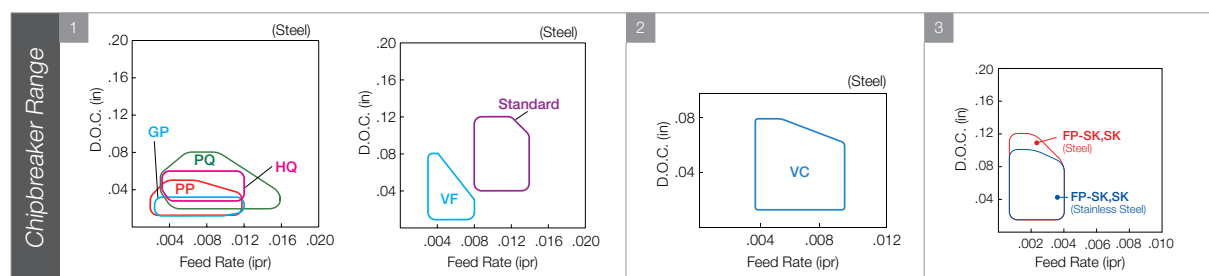 Chipbreaker Range
1
(Steel)
D.O.C. (in)
.20
.16
.12
.08
.04
GP
PQ
HQ
PP
.004 .008 .012 .016 .020
Feed Rate (ipr)
(Steel)
D.O.C. (in)
.20
.16
.12
.08
.04
Standard
VF
.004 .008 .012 .016 .020
Feed Rate (ipr)
2
(Steel)
D.O.C. (in)
.08
.04
VC
.004 .008 .012
Feed Rate (ipr)
3
D.O.C. (in)
.20
.16
.12
.08
.04
FP-SK,SK
(Steel)
FP-SK,SK
(Stainless Steel)
.002 .004 .006 .008 .010
Feed Rate (ipr)